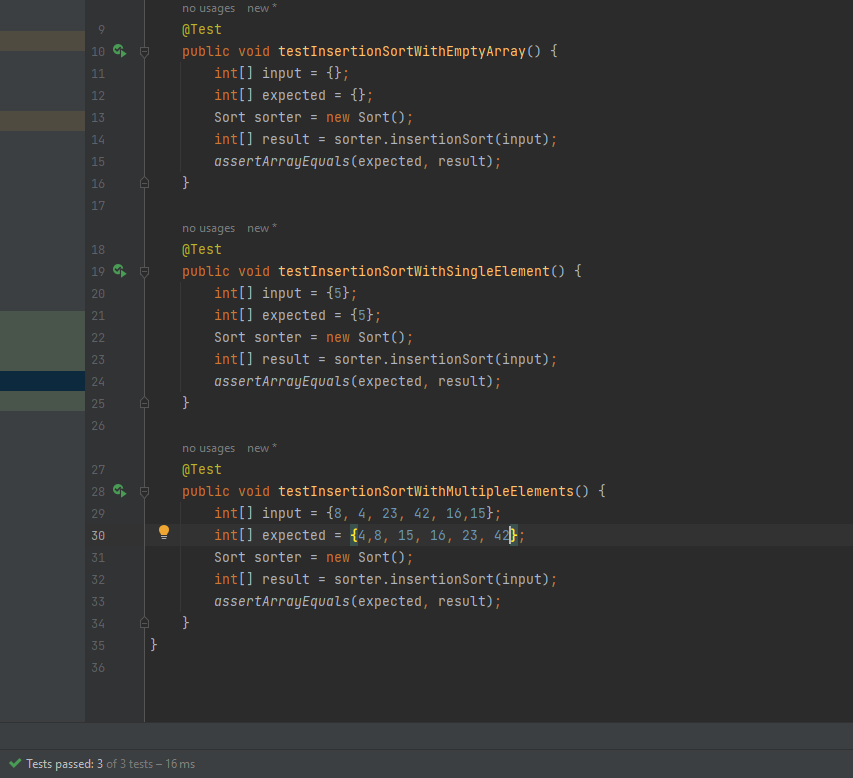 no usages new *
9 @Test
10 public void testInsertionSortWithEmptyArray() {
11 int[] input = {};
12 int[] expected = {};
13 Sort sorter = new Sort();
14 int[] result = sorter.insertionSort(input);
15 assertArrayEquals(expected, result);
16 }
17
no usages new *
18 @Test
19 public void testInsertionSortWithSingleElement() {
20 int[] input = {5};
21 int[] expected = {5};
22 Sort sorter = new Sort();
23 int[] result = sorter.insertionSort(input);
24 assertArrayEquals(expected, result);
25 }
26
no usages new *
27 @Test
28 public void testInsertionSortWithMultipleElements() {
29 int[] input = {8, 4, 23, 42, 16,15};
30 int[] expected = {4,8, 15, 16, 23, 42};
31 Sort sorter = new Sort();
32 int[] result = sorter.insertionSort(input);
33 assertArrayEquals(expected, result);
34 }
35 }
36
Tests passed: 3 of 3 tests – 16 ms